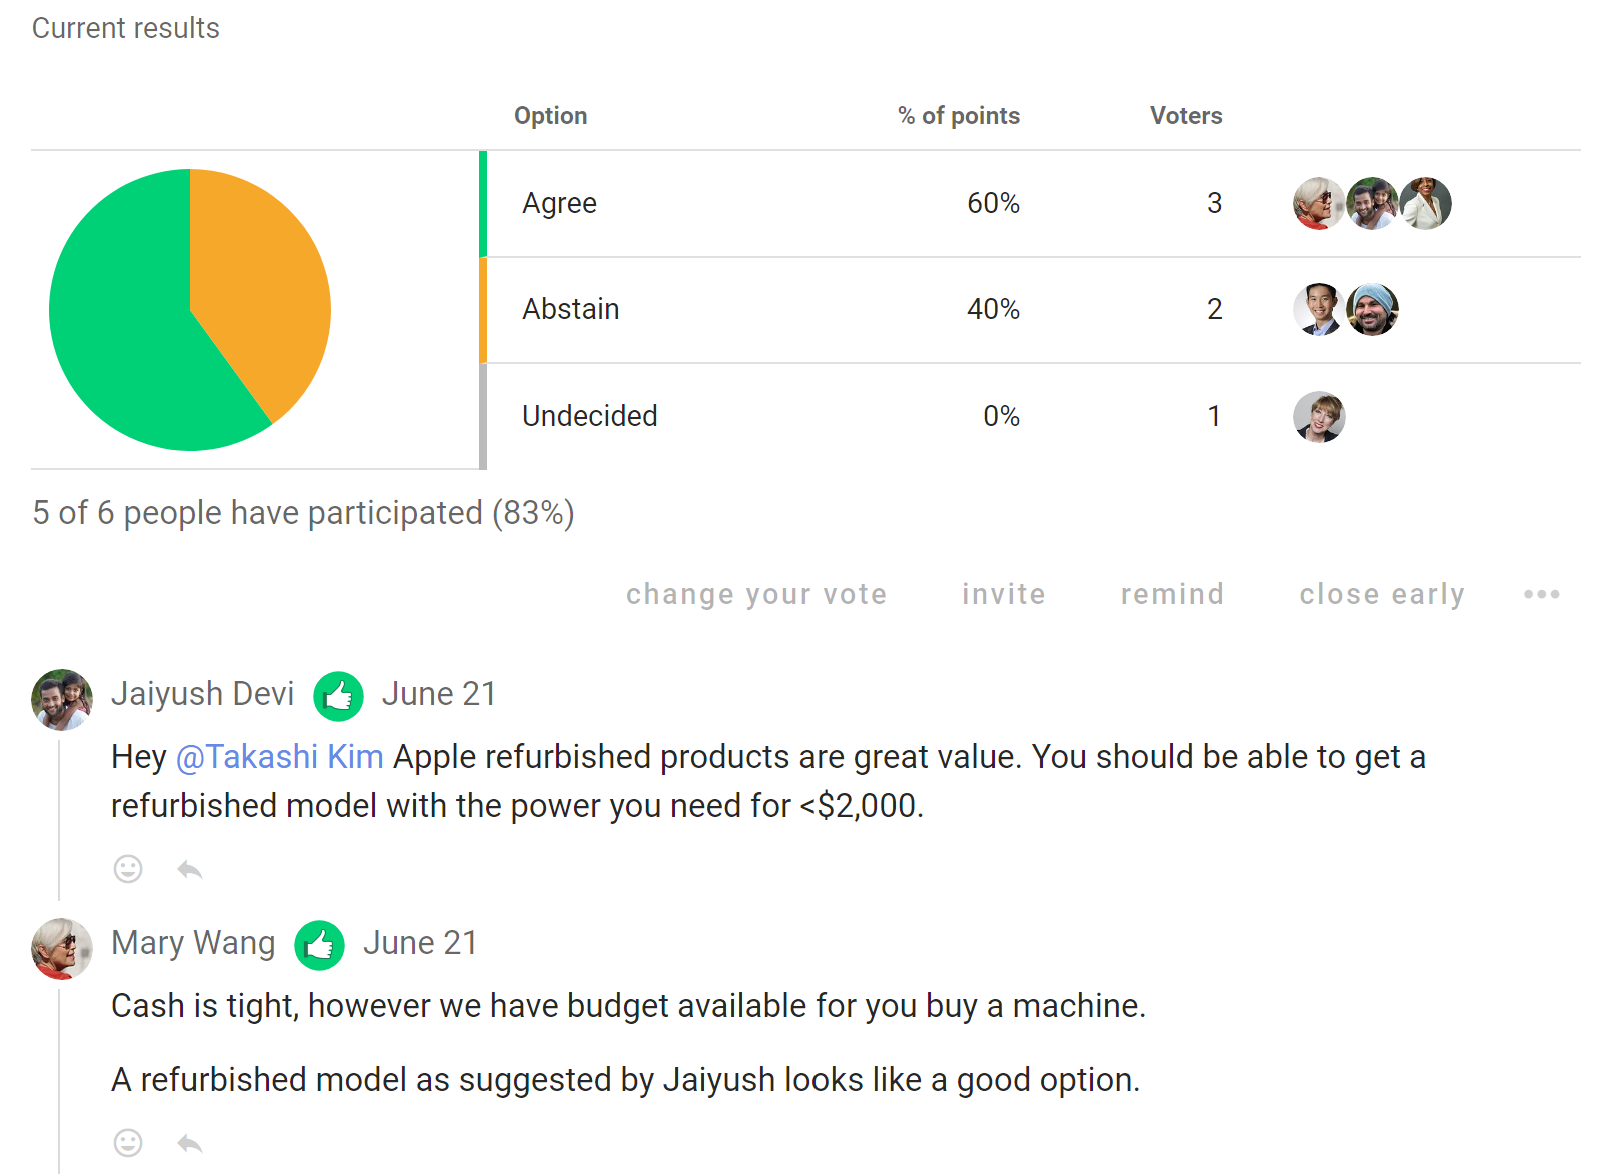 Current results
Option % of points Voters
Agree 60% 3
Abstain 40% 2
Undecided 0% 1
5 of 6 people have participated (83%)
change your vote invite remind close early
Jaiyush Devi June 21
Hey @Takashi Kim Apple refurbished products are great value. You should be able to get a
refurbished model with the power you need for <$2,000.
Mary Wang June 21
Cash is tight, however we have budget available for you buy a machine.
A refurbished model as suggested by Jaiyush looks like a good option.